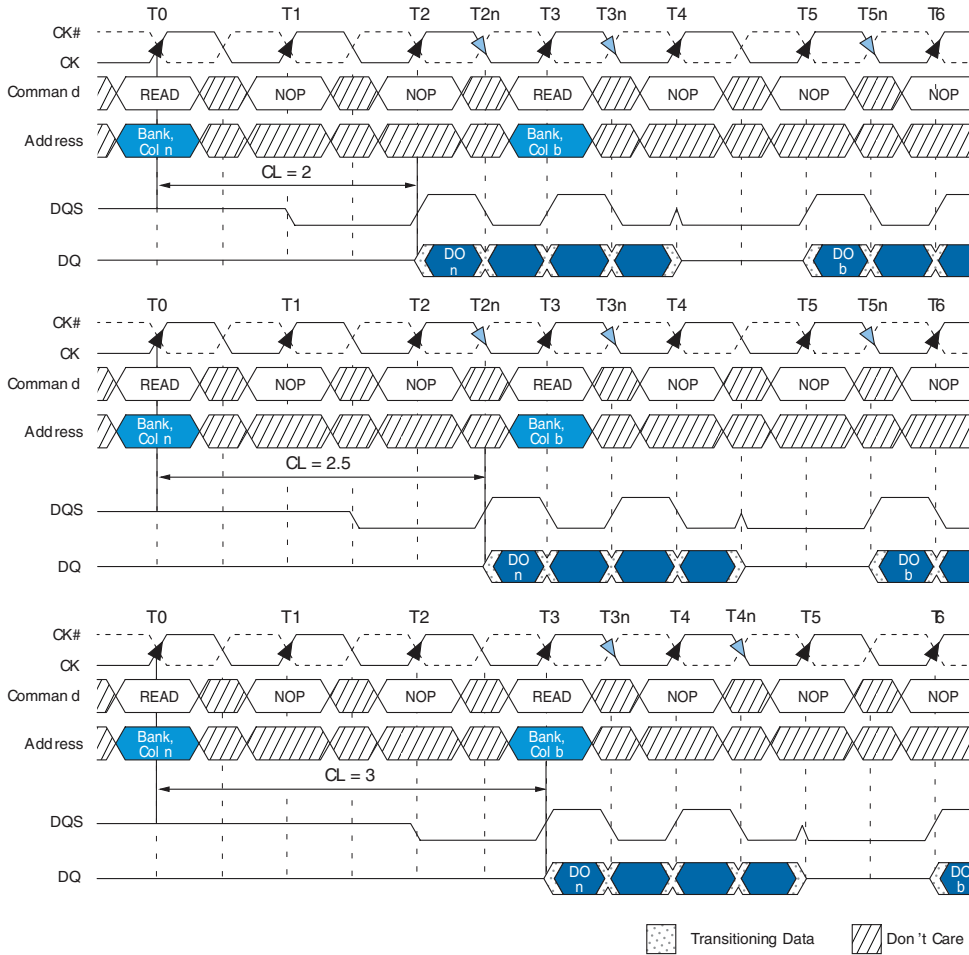 T0 T1 T2 T2n T3 T3n T4 T5 T5n T6
CK#
CK
Command READ NOP NOP READ NOP NOP NOP
Address Bank, Col n Bank, Col b
CL = 2
DQS
DQ DO n DO b
T0 T1 T2 T2n T3 T3n T4 T5 T5n T6
CK#
CK
Command READ NOP NOP READ NOP NOP NOP
Address Bank, Col n Bank, Col b
CL = 2.5
DQS
DQ DO n DO b
T0 T1 T2 T3 T3n T4 T4n T5 T6
CK#
CK
Command READ NOP NOP READ NOP NOP NOP
Address Bank, Col n Bank, Col b
CL = 3
DQS
DQ DO n DO b
Transitioning Data Don't Care